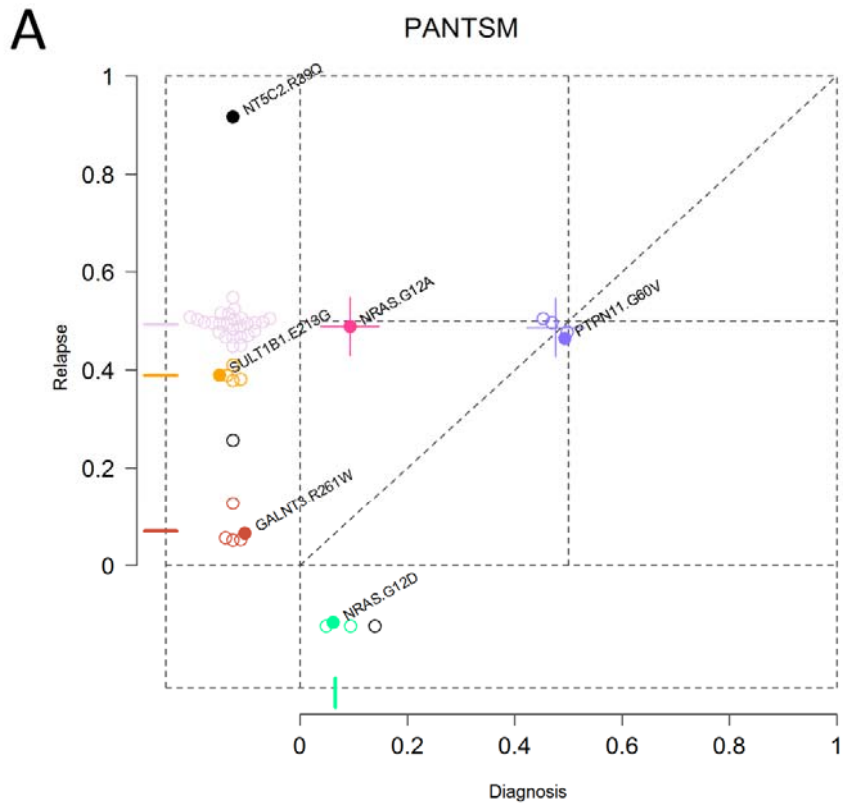 A
PANTSM
1
NT5C2.R39Q
0.8
0.6
NRAS.G12A
PTPN11.G60V
SULT1B1.E213G
0.4
Relapse
0.2
GALNT3.R261W
0
NRAS.G12D
0 0.2 0.4 0.6 0.8 1
Diagnosis